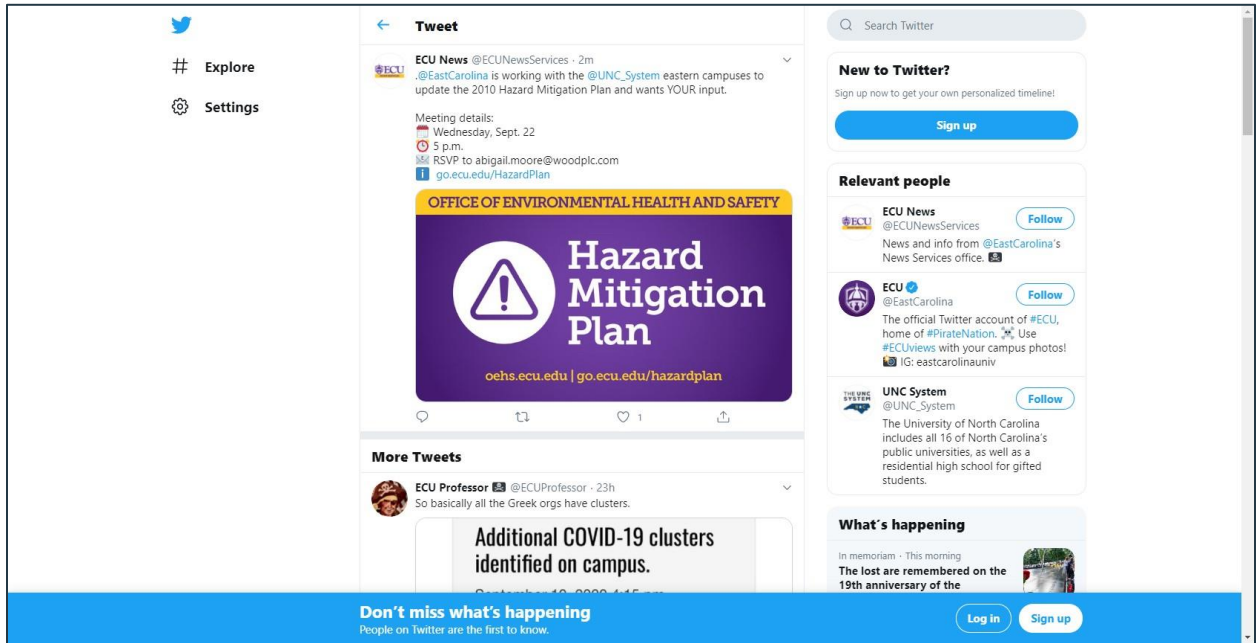 Explore
Settings
Tweet
ECU News @ECUNewsServices · 2m
.@EastCarolina is working with the @UNC_System eastern campuses to
update the 2010 Hazard Mitigation Plan and wants YOUR input.
Meeting details:
Wednesday, Sept. 22
5 p.m.
RSVP to abigail.moore@woodplc.com
go.ecu.edu/HazardPlan
OFFICE OF ENVIRONMENTAL HEALTH AND SAFETY
Hazard
Mitigation
Plan
oehs.ecu.edu | go.ecu.edu/hazardplan
1
More Tweets
ECU Professor @ECUProfessor · 23h
So basically all the Greek orgs have clusters.
Additional COVID-19 clusters
identified on campus.
Search Twitter
New to Twitter?
Sign up now to get your own personalized timeline!
Sign up
Relevant people
ECU
ECU News
@ECUNewsServices
Follow
News and info from @EastCarolina's
News Services office.
ECU
@EastCarolina
Follow
The official Twitter account of #ECU,
home of #PirateNation. Use
#ECUviews with your campus photos!
IG: eastcarolinauniv
THE UNC
SYSTEM
UNC System
@UNC_System
Follow
The University of North Carolina
includes all 16 of North Carolina's
public universities, as well as a
residential high school for gifted
students.
What's happening
In memoriam · This morning
The lost are remembered on the
19th anniversary of the
Don't miss what's happening
People on Twitter are the first to know.
Log in
Sign up